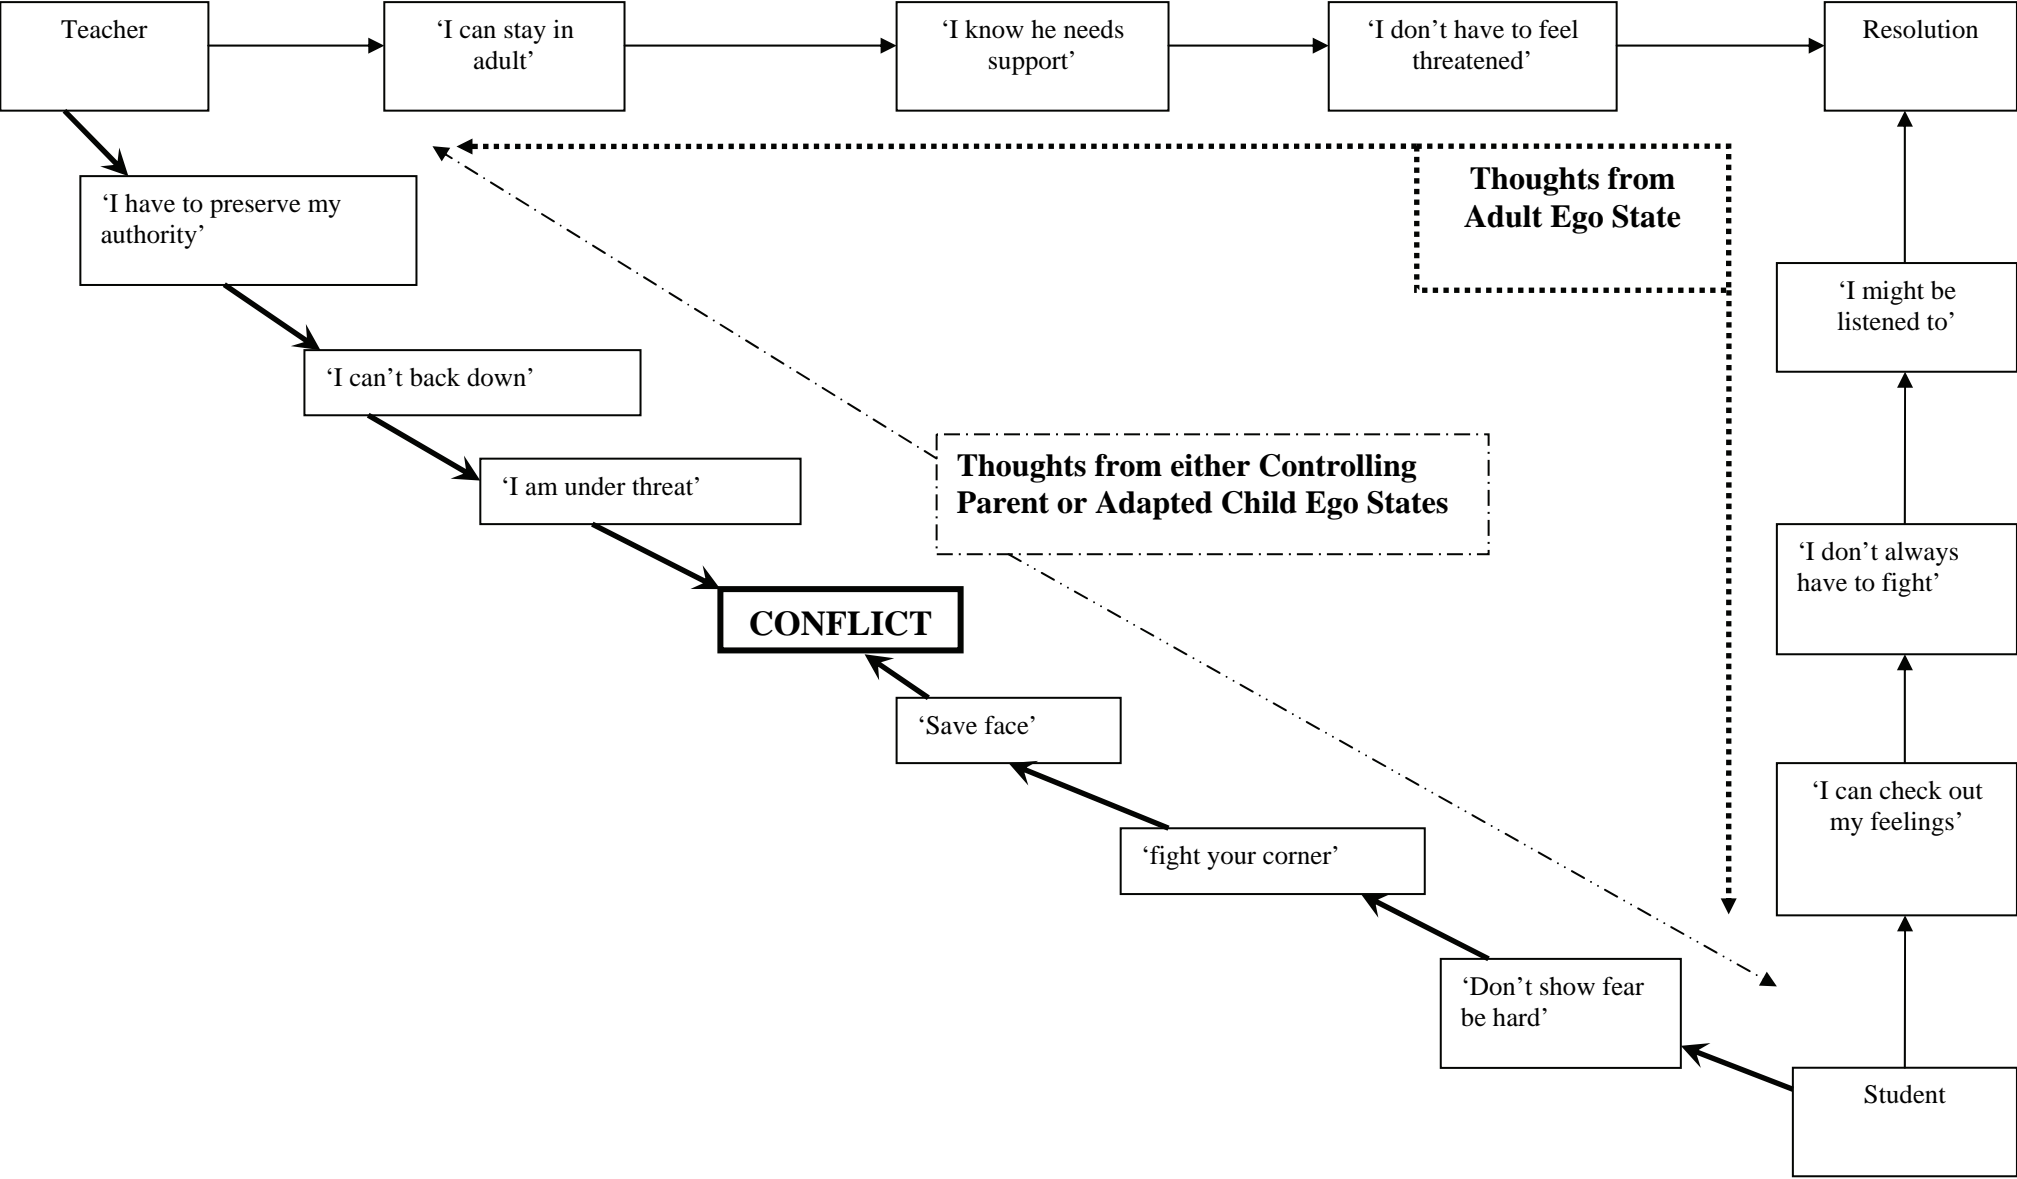 Teacher
‘I can stay in
adult’
‘I know he needs
support’
‘I don’t have to feel
threatened’
Resolution
‘I have to preserve my
authority’
Thoughts from
Adult Ego State
‘I might be
listened to’
‘I can’t back down’
‘I am under threat’
Thoughts from either Controlling
Parent or Adapted Child Ego States
‘I don’t always
have to fight’
CONFLICT
‘Save face’
‘I can check out
my feelings’
‘fight your corner’
‘Don’t show fear
be hard’
Student